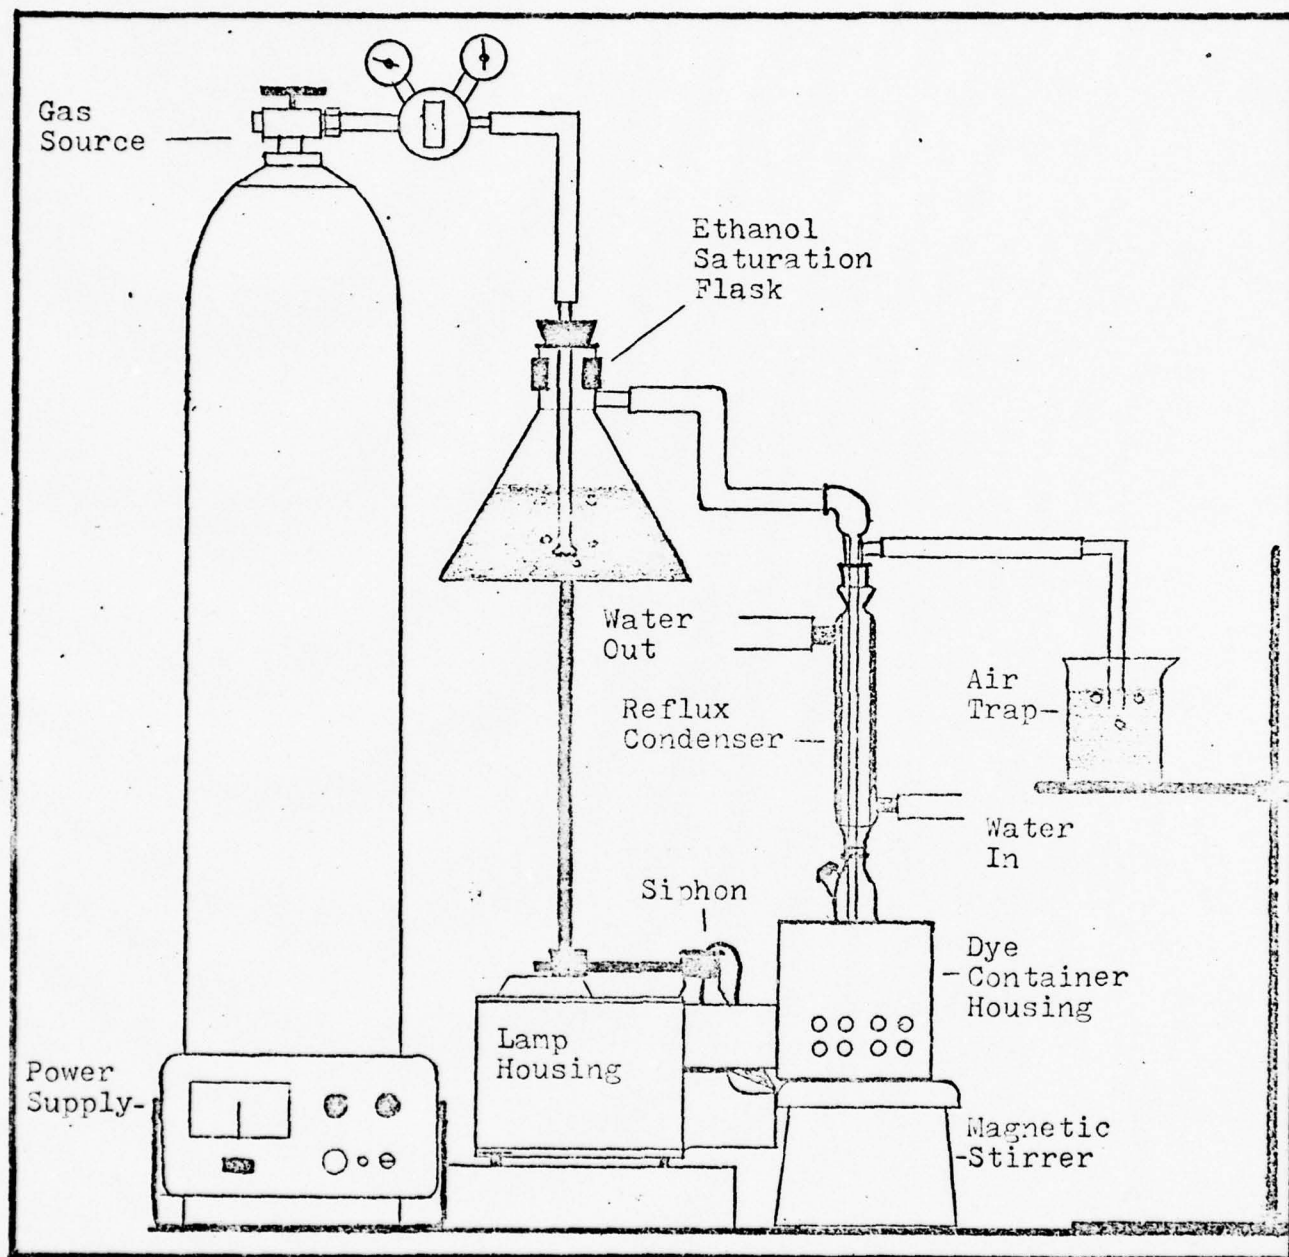 Gas
Source
Ethanol
Saturation
Flask
Water
Out
Reflux
Condenser
Air
Trap
Water
In
Siphon
Dye
Container
Housing
Lamp
Housing
Power
Supply
Magnetic
Stirrer